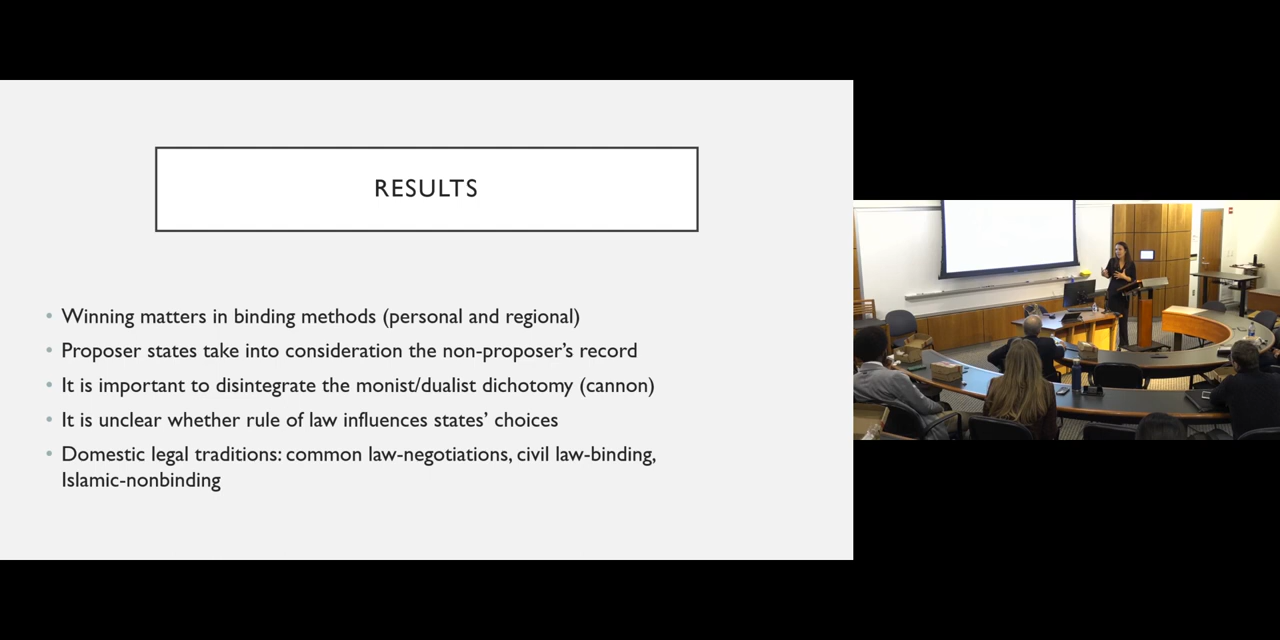 RESULTS
• Winning matters in binding methods (personal and regional)
• Proposer states take into consideration the non-proposer's record
• It is important to disintegrate the monist/dualist dichotomy (cannon)
• It is unclear whether rule of law influences states' choices
• Domestic legal traditions: common law-negotiations, civil law-binding,
Islamic-nonbinding